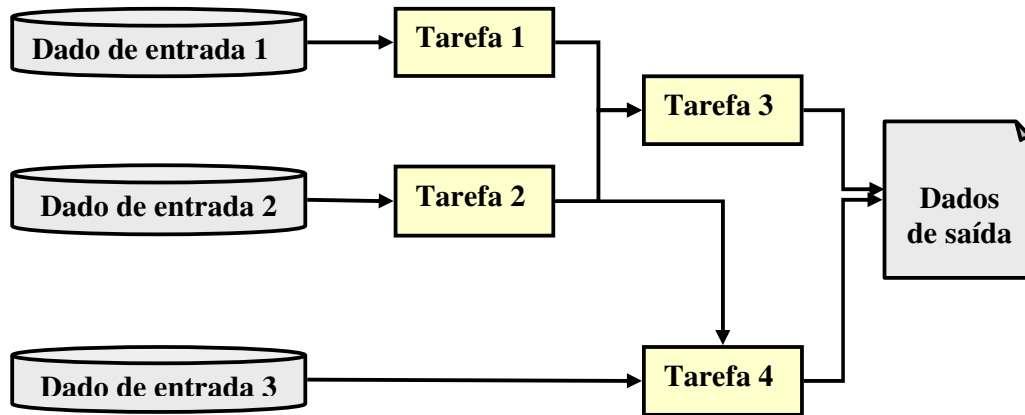 Dado de entrada 1
Tarefa 1
Tarefa 3
Dado de entrada 2
Tarefa 2
Dados
de saída
Dado de entrada 3
Tarefa 4